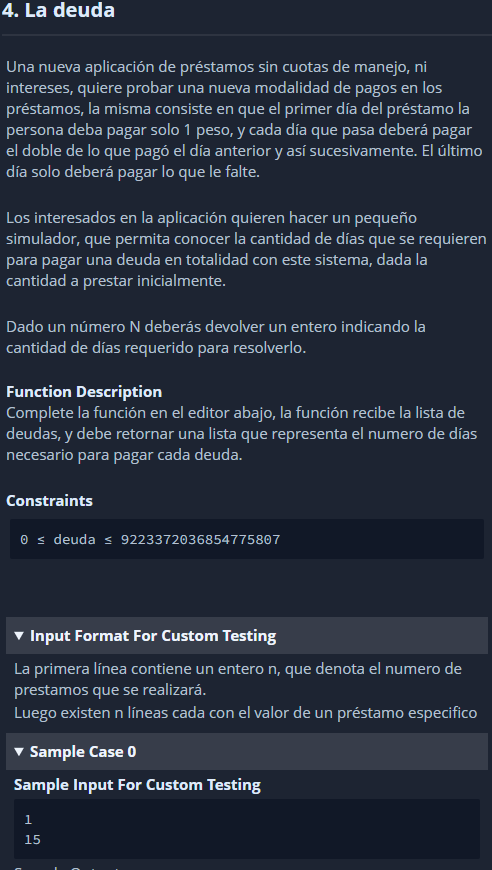 4. La deuda
Una nueva aplicación de préstamos sin cuotas de manejo, ni
intereses, quiere probar una nueva modalidad de pagos en los
préstamos, la misma consiste en que el primer día del préstamo la
persona deba pagar solo 1 peso, y cada día que pasa deberá pagar
el doble de lo que pagó el día anterior y así sucesivamente. El último
día solo deberá pagar lo que le falte.
Los interesados en la aplicación quieren hacer un pequeño
simulador, que permita conocer la cantidad de días que se requieren
para pagar una deuda en totalidad con este sistema, dada la
cantidad a prestar inicialmente.
Dado un número N deberás devolver un entero indicando la
cantidad de días requerido para resolverlo.
Function Description
Complete la función en el editor abajo, la función recibe la lista de
deudas, y debe retornar una lista que representa el numero de días
necesario para pagar cada deuda.
Constraints
0 ≤ deuda ≤ 9223372036854775807
▼ Input Format For Custom Testing
La primera línea contiene un entero n, que denota el numero de
prestamos que se realizará.
Luego existen n líneas cada con el valor de un préstamo especifico
▼ Sample Case 0
Sample Input For Custom Testing
1
15